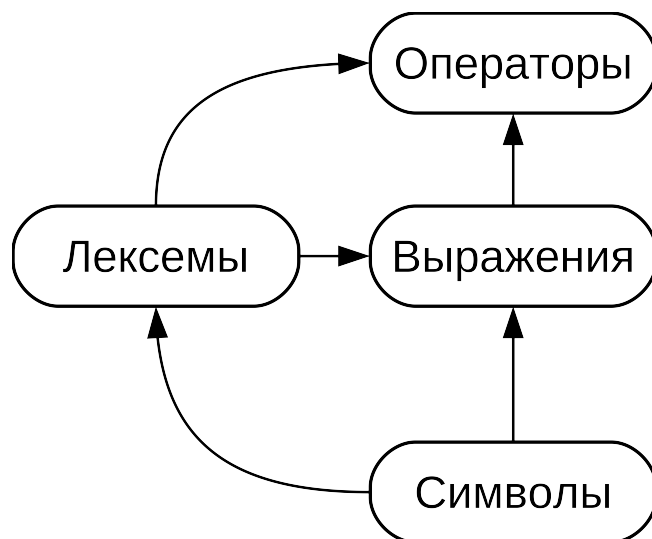 Операторы
Лексемы
Выражения
Символы